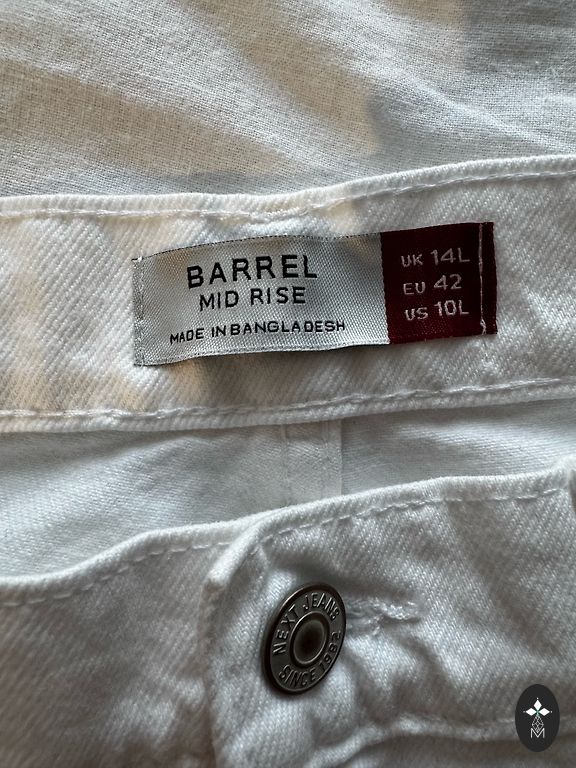 BARREL
MID RISE
MADE IN BANGLADESH
UK 14L
EU 42
US 10L
NEXT JEANS
SINCE 1982
M